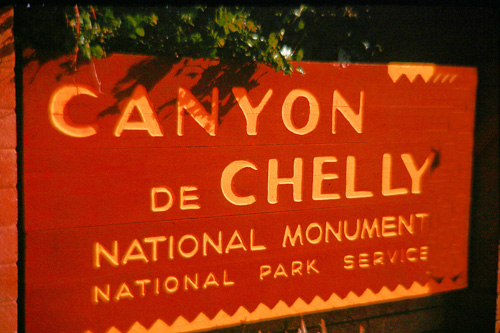 CANYON
DE CHELLY
NATIONAL MONUMENT
NATIONAL PARK SERVICE